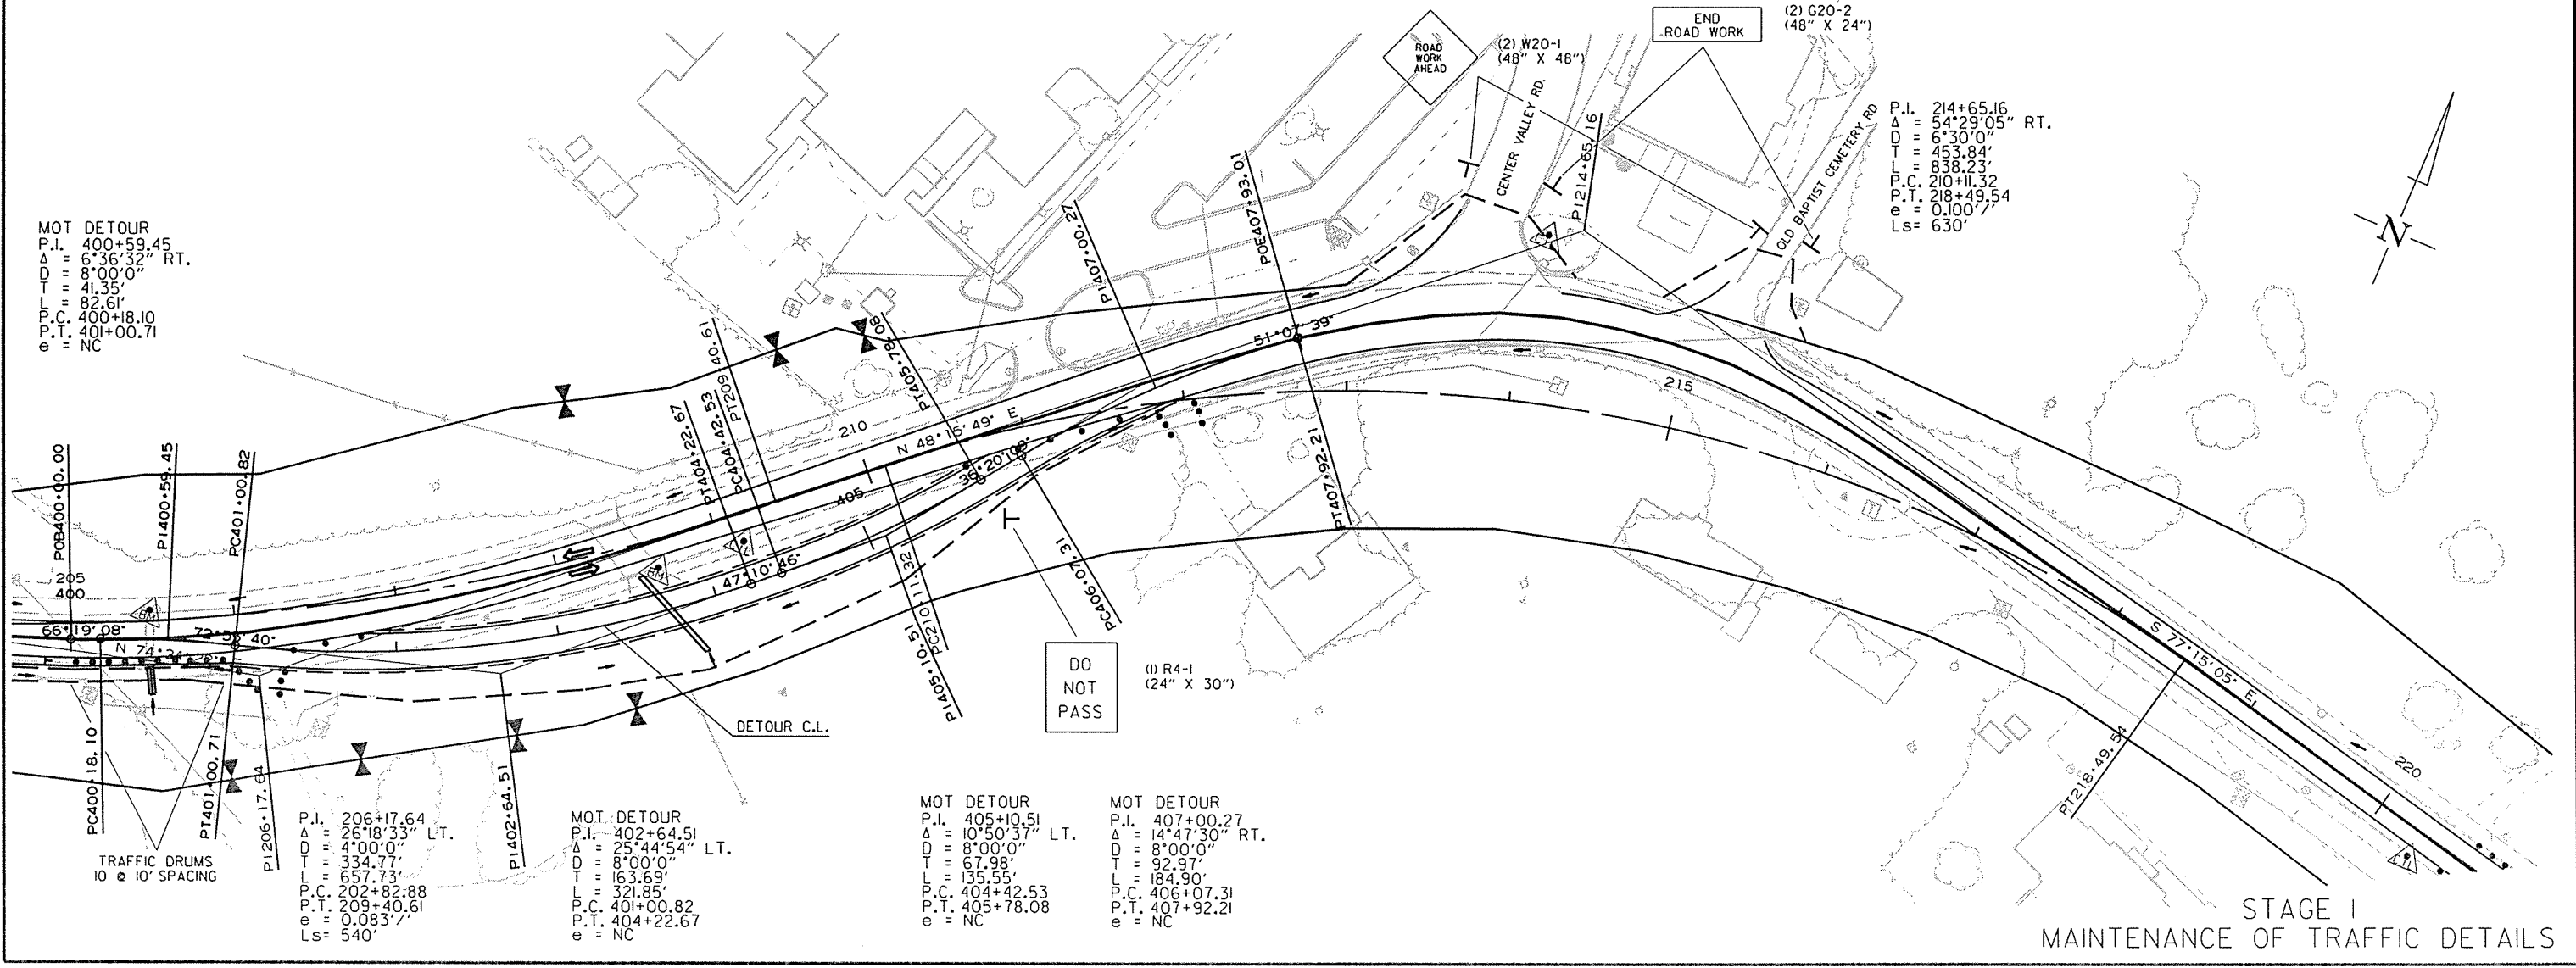 END
ROAD WORK
(2) G20-2
(48" X 24")
ROAD
WORK
AHEAD
(2) W20-1
(48" X 48")
CENTER VALLEY RD.
OLD BAPTIST CEMETERY RD
PI214+65.16
P.I. 214+65.16
Δ = 54°29'05" RT.
D = 6°30'0"
T = 453.84'
L = 838.23'
P.C. 210+11.32
P.T. 218+49.54
e = 0.100'/'
Ls= 630'
N
MOT DETOUR
P.I. 400+59.45
Δ = 6°36'32" RT.
D = 8°00'0"
T = 41.35'
L = 82.61'
P.C. 400+18.10
P.T. 401+00.71
e = NC
POB400+00.00
PI400+59.45
PC401+00.82
PT404+22.67
PC404+42.53
PT209+40.61
PT405+78.08
PI407+00.27
POE407+93.01
51°07'39"
215
210
N 48°15'49" E
405
36°20'09"
47°10'46"
205
400
66°19'08"
72°55'40"
BM
BM
PT407+92.21
PC406+07.31
PC210+11.32
PI405+10.51
S 77°15'05" E
220
PT218+49.54
DO
NOT
PASS
(1) R4-1
(24" X 30")
DETOUR C.L.
PC400+18.10
PT401+00.71
PI206+17.64
PI402+64.51
TRAFFIC DRUMS
10 @ 10' SPACING
P.I. 206+17.64
Δ = 26°18'33" LT.
D = 4°00'0"
T = 334.77'
L = 657.73'
P.C. 202+82.88
P.T. 209+40.61
e = 0.083'/'
Ls= 540'
MOT DETOUR
P.I. 402+64.51
Δ = 25°44'54" LT.
D = 8°00'0"
T = 163.69'
L = 321.85'
P.C. 401+00.82
P.T. 404+22.67
e = NC
MOT DETOUR
P.I. 405+10.51
Δ = 10°50'37" LT.
D = 8°00'0"
T = 67.98'
L = 135.55'
P.C. 404+42.53
P.T. 405+78.08
e = NC
MOT DETOUR
P.I. 407+00.27
Δ = 14°47'30" RT.
D = 8°00'0"
T = 92.97'
L = 184.90'
P.C. 406+07.31
P.T. 407+92.21
e = NC
STAGE 1
MAINTENANCE OF TRAFFIC DETAILS